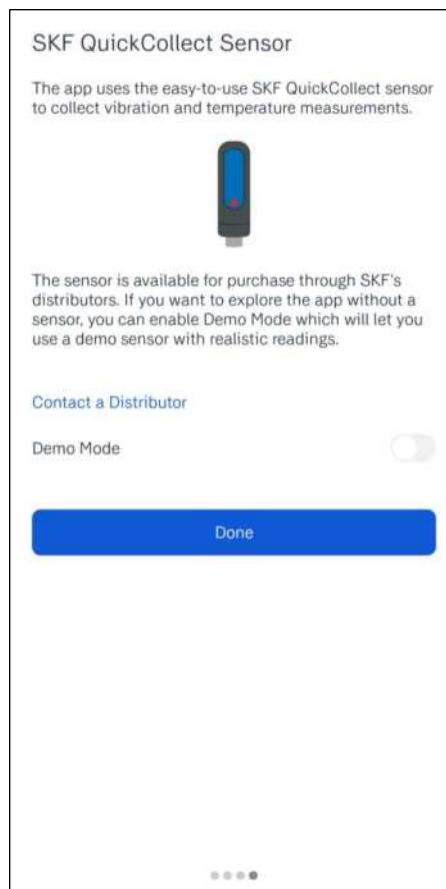 SKF QuickCollect Sensor
The app uses the easy-to-use SKF QuickCollect sensor
to collect vibration and temperature measurements.
The sensor is available for purchase through SKF's
distributors. If you want to explore the app without a
sensor, you can enable Demo Mode which will let you
use a demo sensor with realistic readings.
Contact a Distributor
Demo Mode
Done